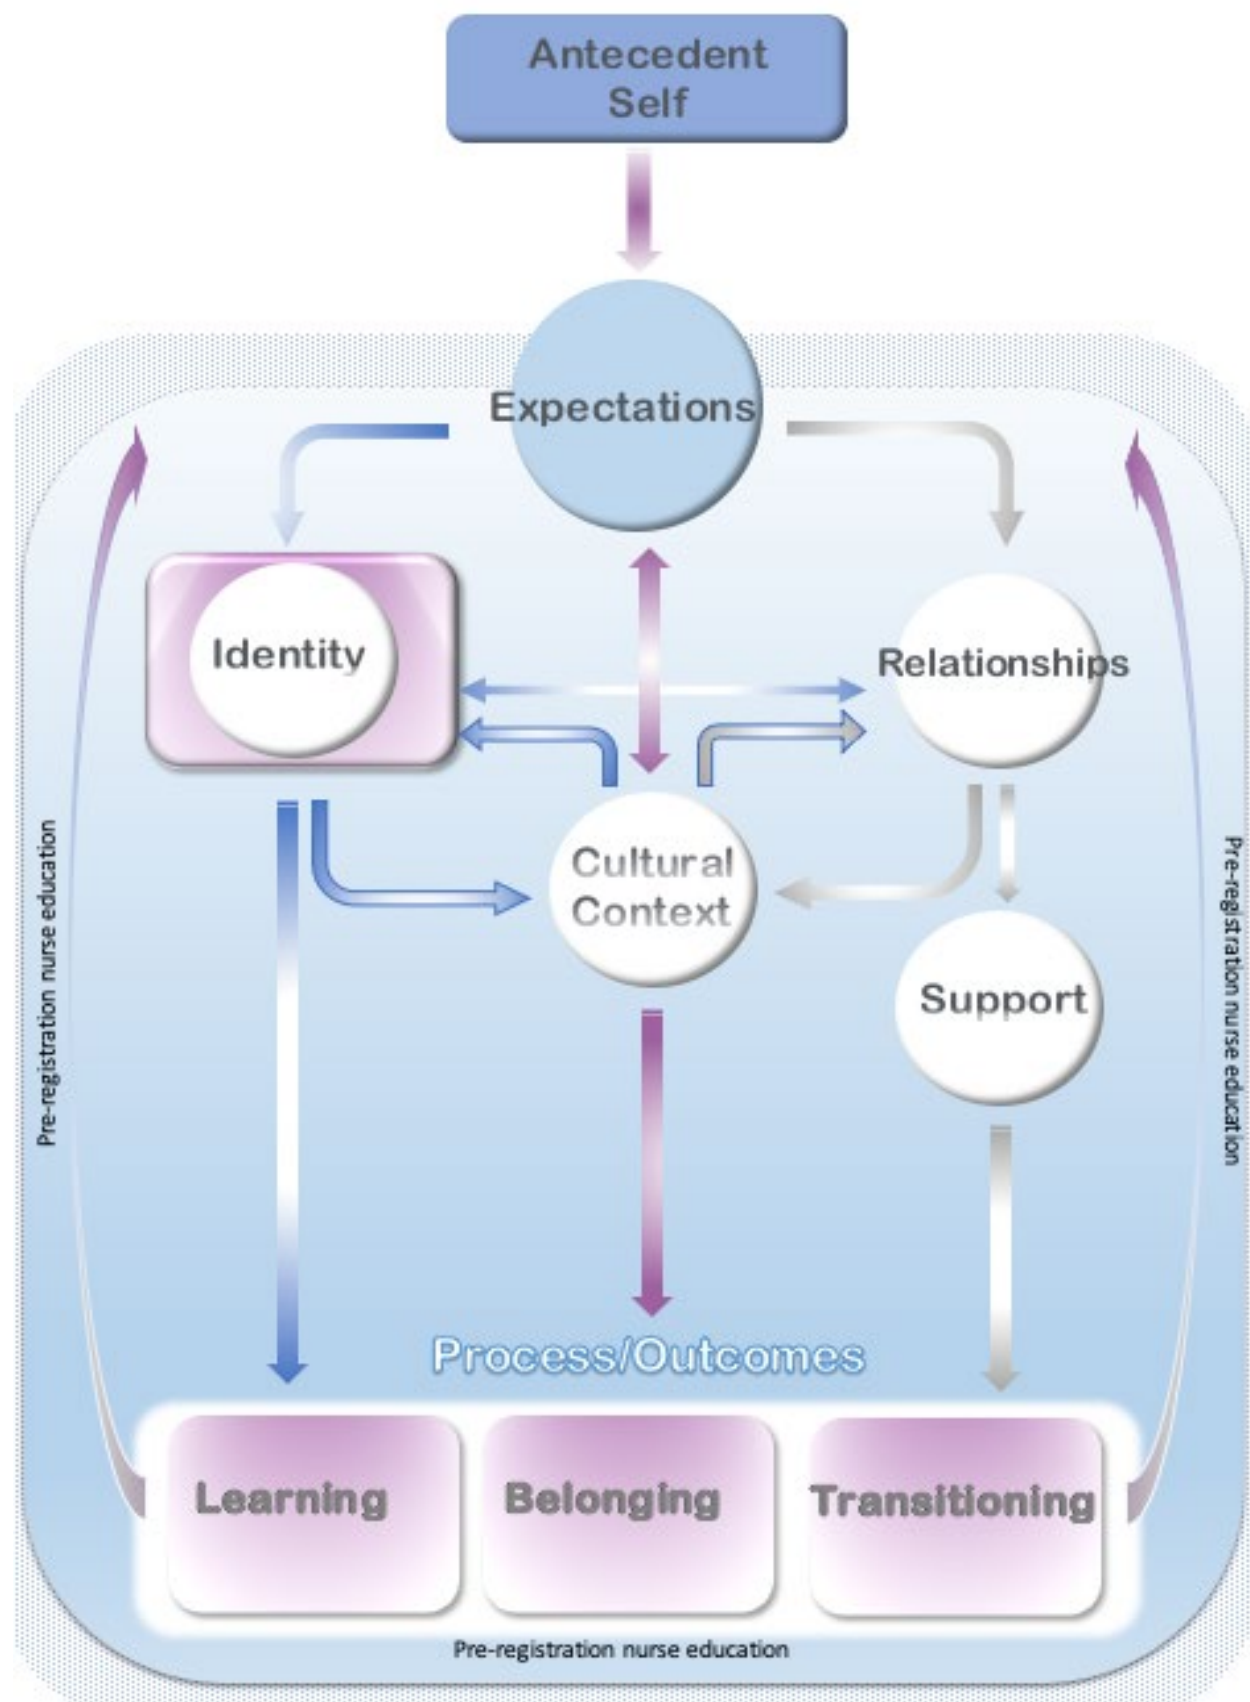 Antecedent
Self
Expectations
Identity
Relationships
Cultural
Context
Support
Pre-registration nurse education
Pre-registration nurse education
Process/Outcomes
Learning
Belonging
Transitioning
Pre-registration nurse education